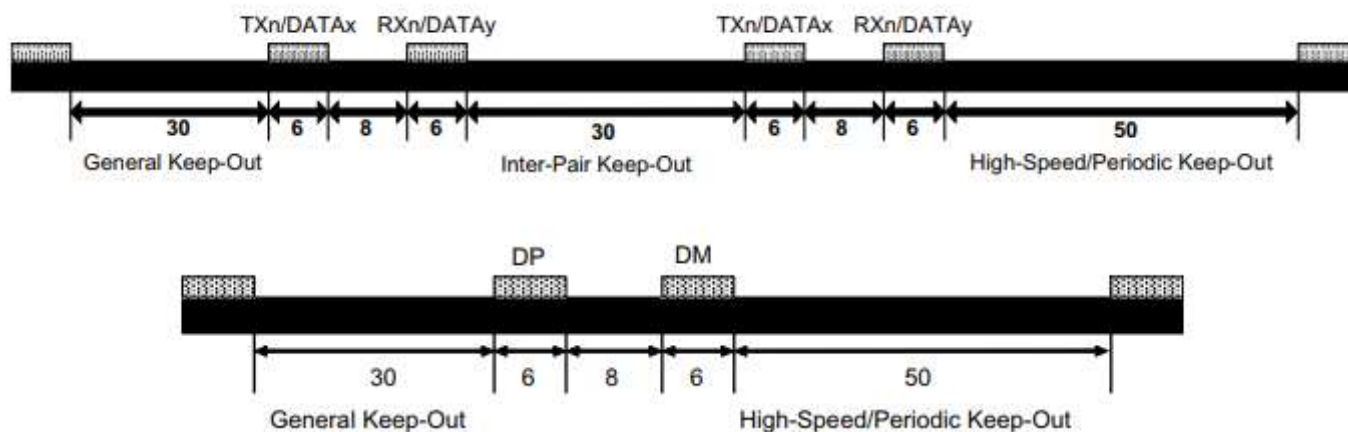 TXn/DATAx RXn/DATAy TXn/DATAx RXn/DATAy
30 6 8 6 30 6 8 6 50
General Keep-Out Inter-Pair Keep-Out High-Speed/Periodic Keep-Out
DP DM
30 6 8 6 50
General Keep-Out High-Speed/Periodic Keep-Out